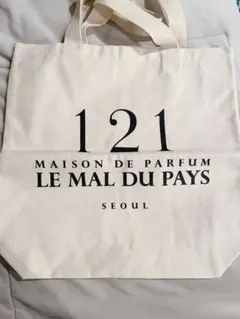 121
MAISON DE PARFUM
LE MAL DU PAYS
SEOUL